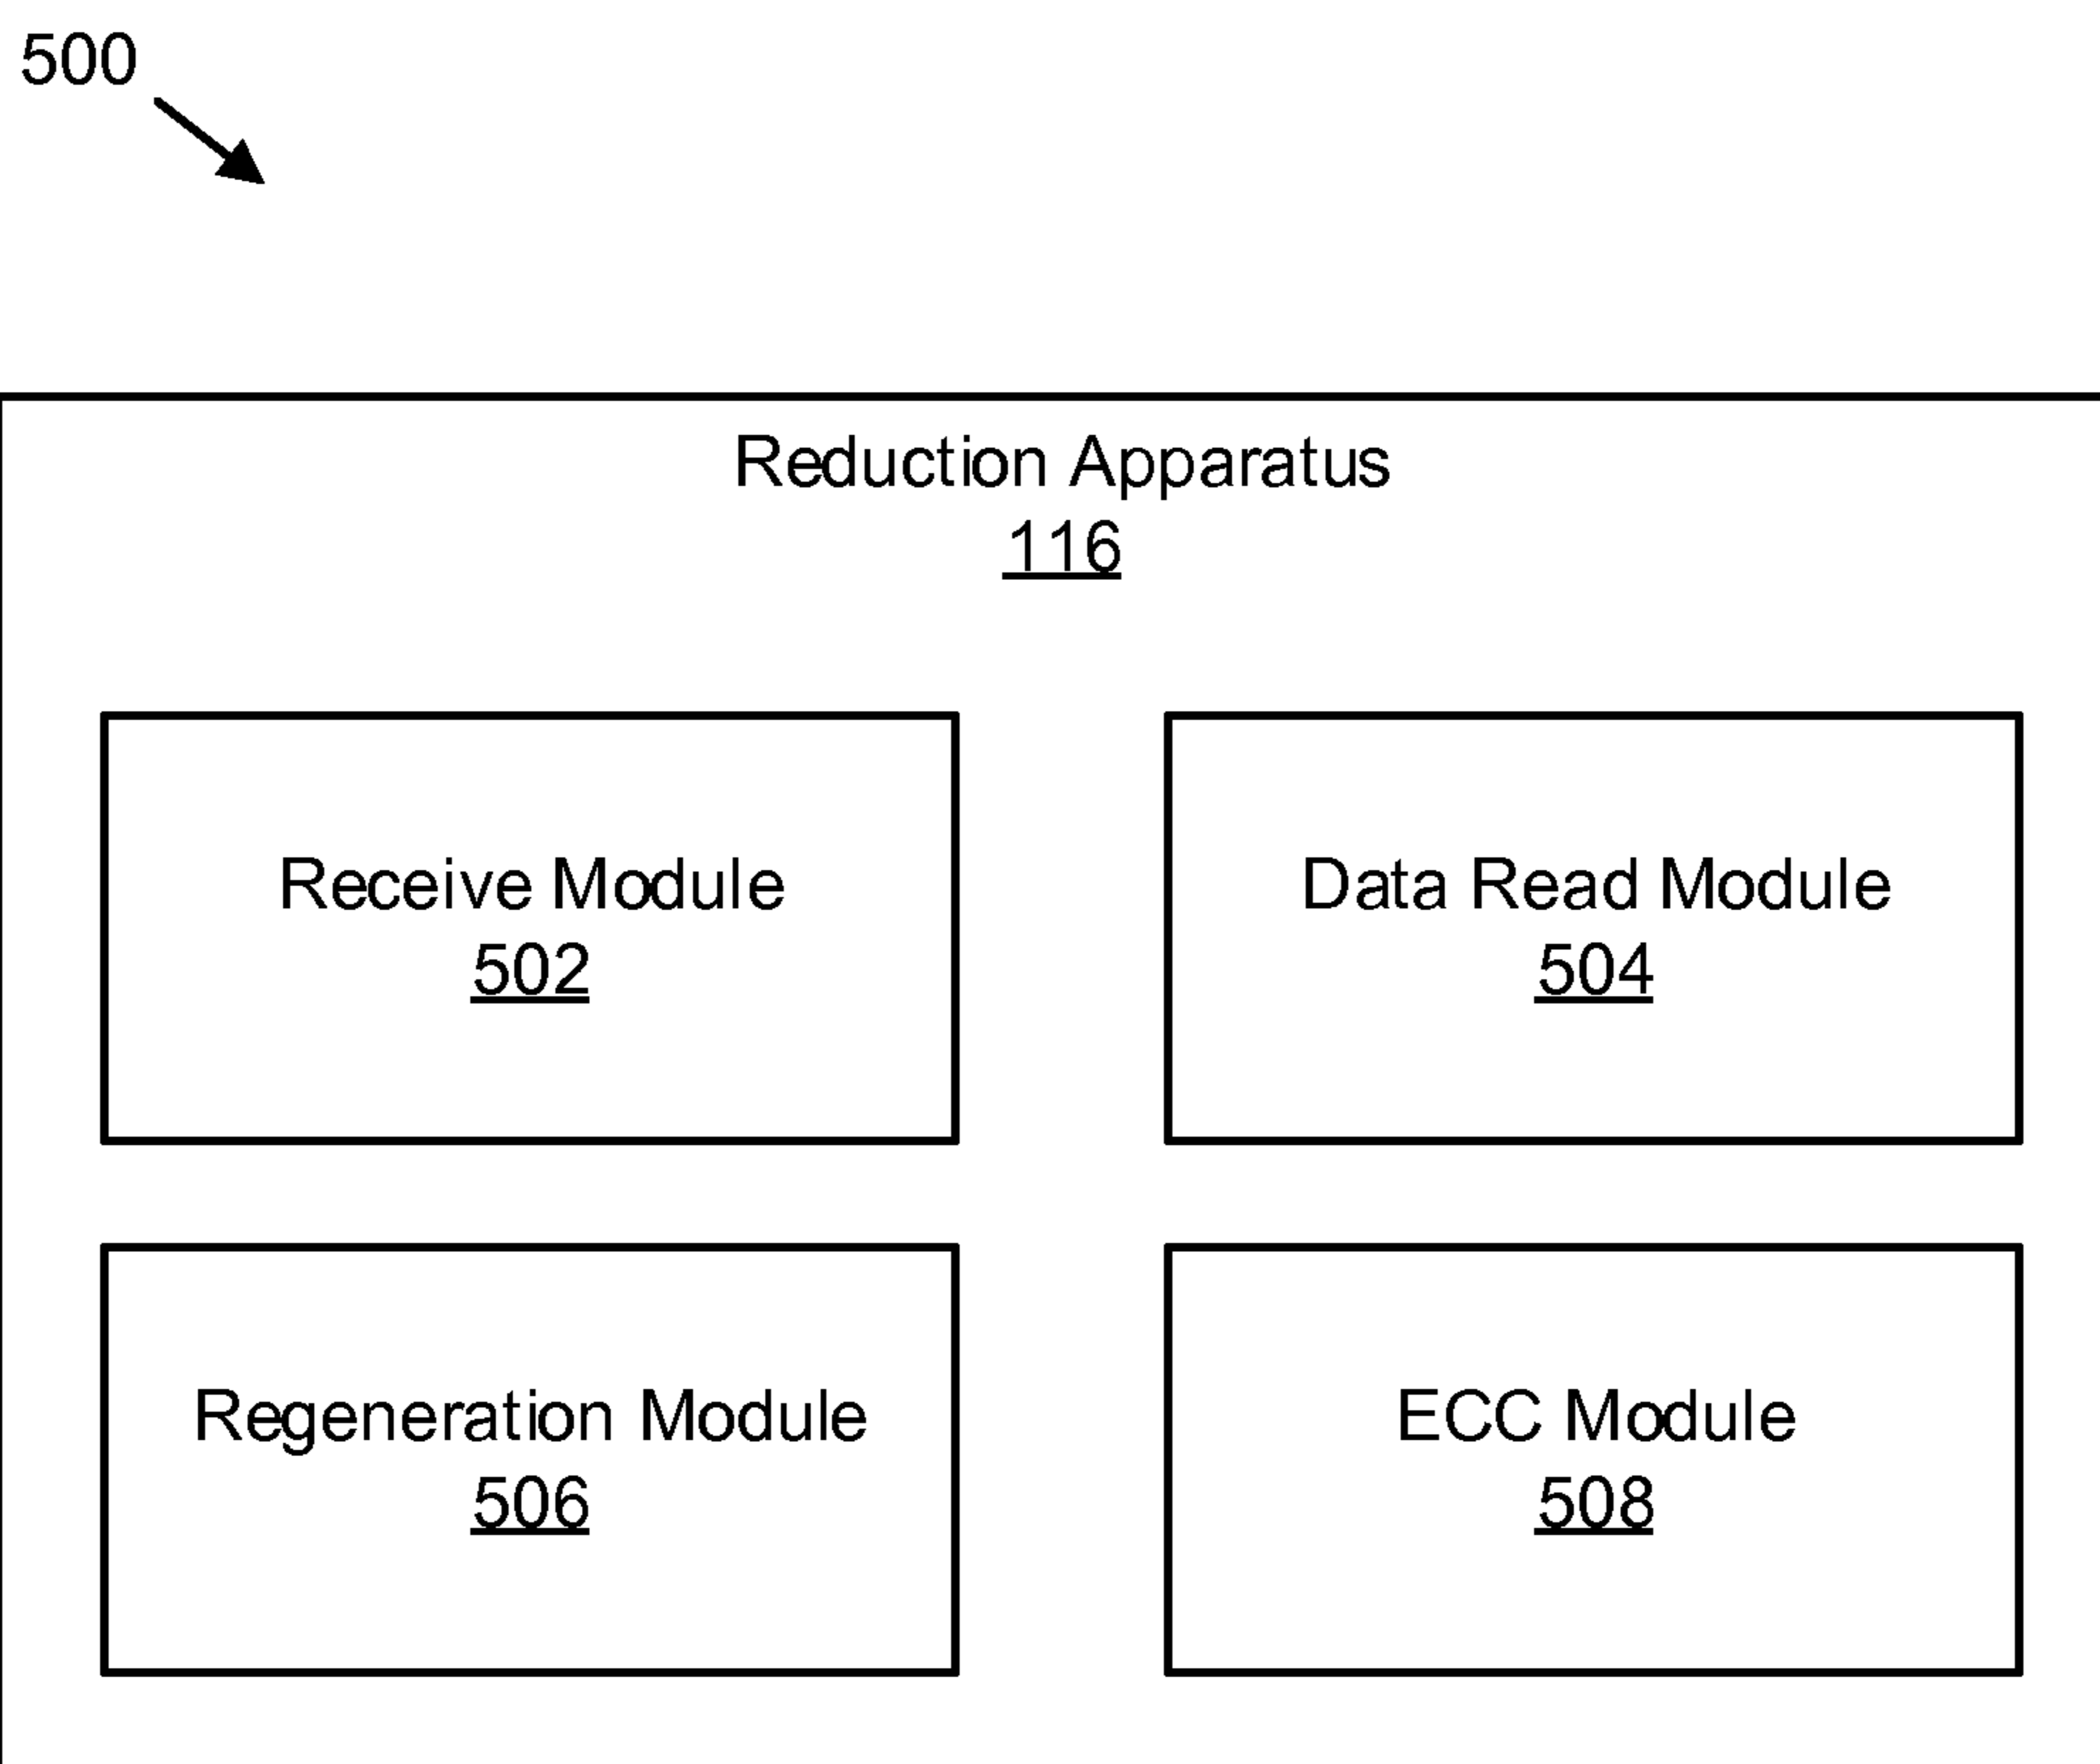 500
Reduction Apparatus
116
Receive Module
502
Data Read Module
504
Regeneration Module
506
ECC Module
508